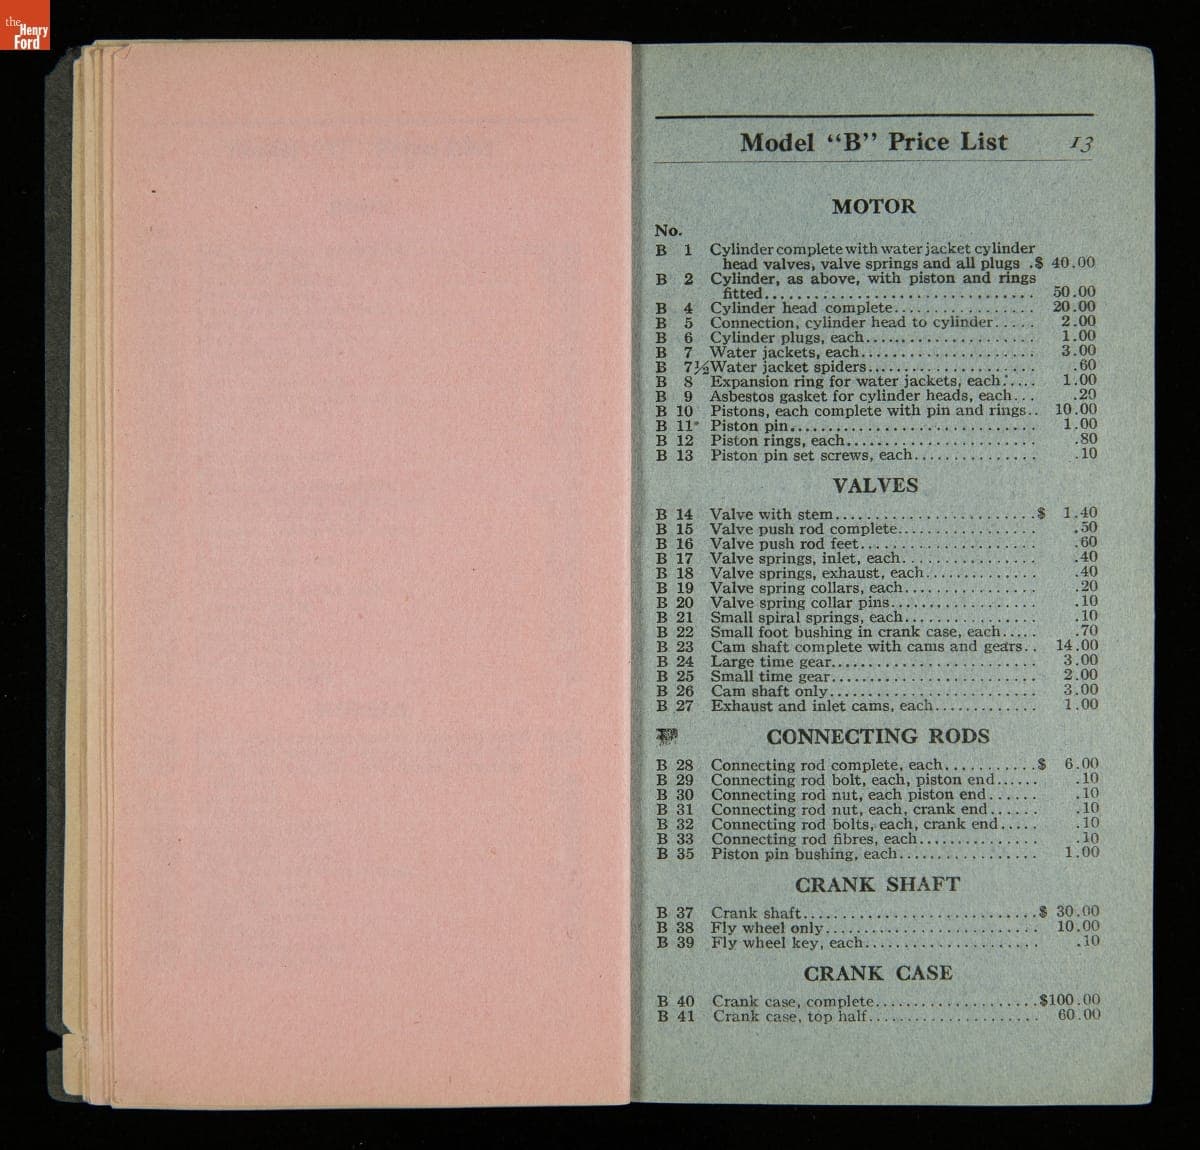 the
Henry
Ford
Model “B” Price List 13
MOTOR
No.
B 1 Cylinder complete with water jacket cylinder
head valves, valve springs and all plugs .$ 40.00
B 2 Cylinder, as above, with piston and rings
fitted.............................. 50.00
B 4 Cylinder head complete................. 20.00
B 5 Connection, cylinder head to cylinder..... 2.00
B 6 Cylinder plugs, each..................... 1.00
B 7 Water jackets, each..................... 3.00
B 7½ Water jacket spiders.................... .60
B 8 Expansion ring for water jackets, each.... 1.00
B 9 Asbestos gasket for cylinder heads, each... .20
B 10 Pistons, each complete with pin and rings.. 10.00
B 11 Piston pin.............................. 1.00
B 12 Piston rings, each....................... .80
B 13 Piston pin set screws, each............... .10
VALVES
B 14 Valve with stem.........................$ 1.40
B 15 Valve push rod complete................. .50
B 16 Valve push rod feet..................... .60
B 17 Valve springs, inlet, each................ .40
B 18 Valve springs, exhaust, each............. .40
B 19 Valve spring collars, each................ .20
B 20 Valve spring collar pins.................. .10
B 21 Small spiral springs, each................ .10
B 22 Small foot bushing in crank case, each..... .70
B 23 Cam shaft complete with cams and gears.. 14.00
B 24 Large time gear......................... 3.00
B 25 Small time gear......................... 2.00
B 26 Cam shaft only......................... 3.00
B 27 Exhaust and inlet cams, each............. 1.00
CONNECTING RODS
B 28 Connecting rod complete, each...........$ 6.00
B 29 Connecting rod bolt, each, piston end...... .10
B 30 Connecting rod nut, each piston end...... .10
B 31 Connecting rod nut, each, crank end...... .10
B 32 Connecting rod bolts, each, crank end..... .10
B 33 Connecting rod fibres, each............... .10
B 35 Piston pin bushing, each................. 1.00
CRANK SHAFT
B 37 Crank shaft............................$ 30.00
B 38 Fly wheel only.......................... 10.00
B 39 Fly wheel key, each..................... .10
CRANK CASE
B 40 Crank case, complete....................$100.00
B 41 Crank case, top half..................... 60.00